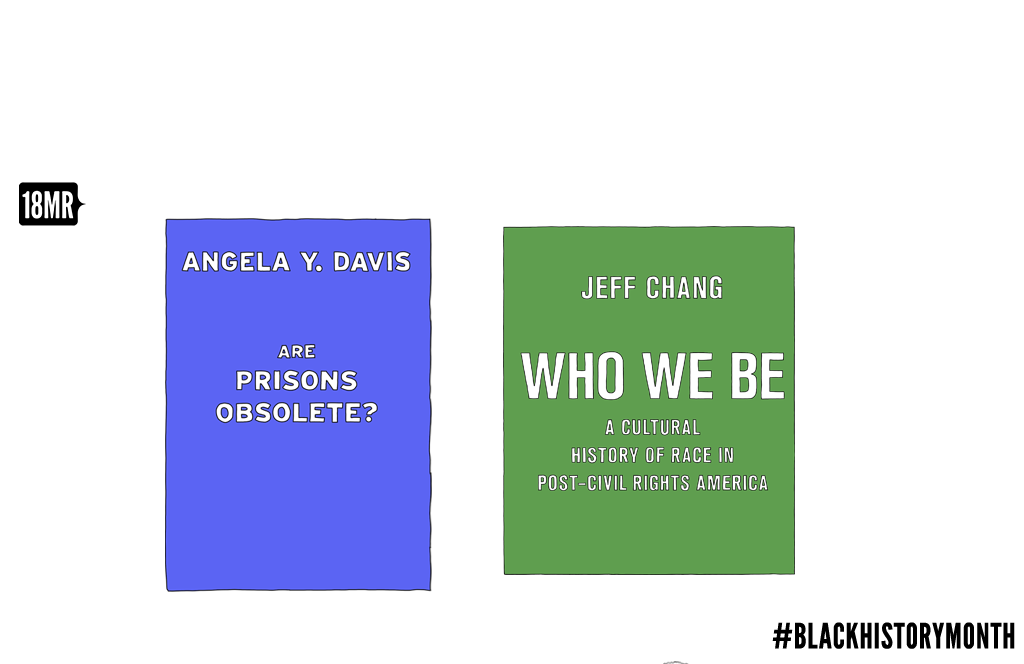 18MR
ANGELA Y. DAVIS
ARE
PRISONS
OBSOLETE?
JEFF CHANG
WHO WE BE
A CULTURAL
HISTORY OF RACE IN
POST-CIVIL RIGHTS AMERICA
#BLACKHISTORYMONTH